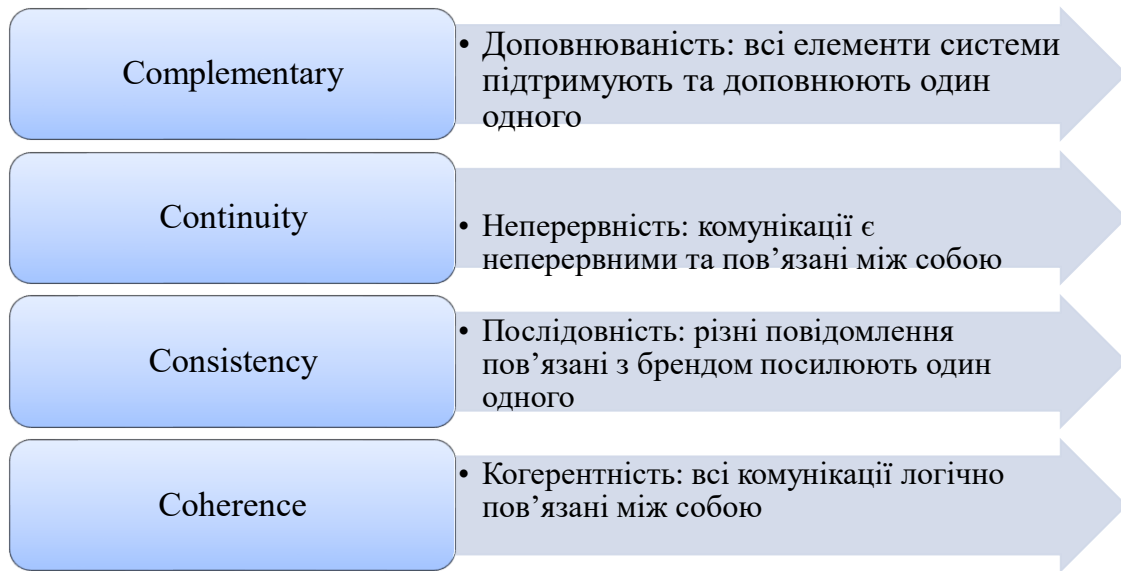 Complementary
• Доповнюваність: всі елементи системи
підтримують та доповнюють один
одного
Continuity
• Неперервність: комунікації є
неперервними та пов’язані між собою
Consistency
• Послідовність: різні повідомлення
пов’язані з брендом посилюють один
одного
Coherence
• Когерентність: всі комунікації логічно
пов’язані між собою